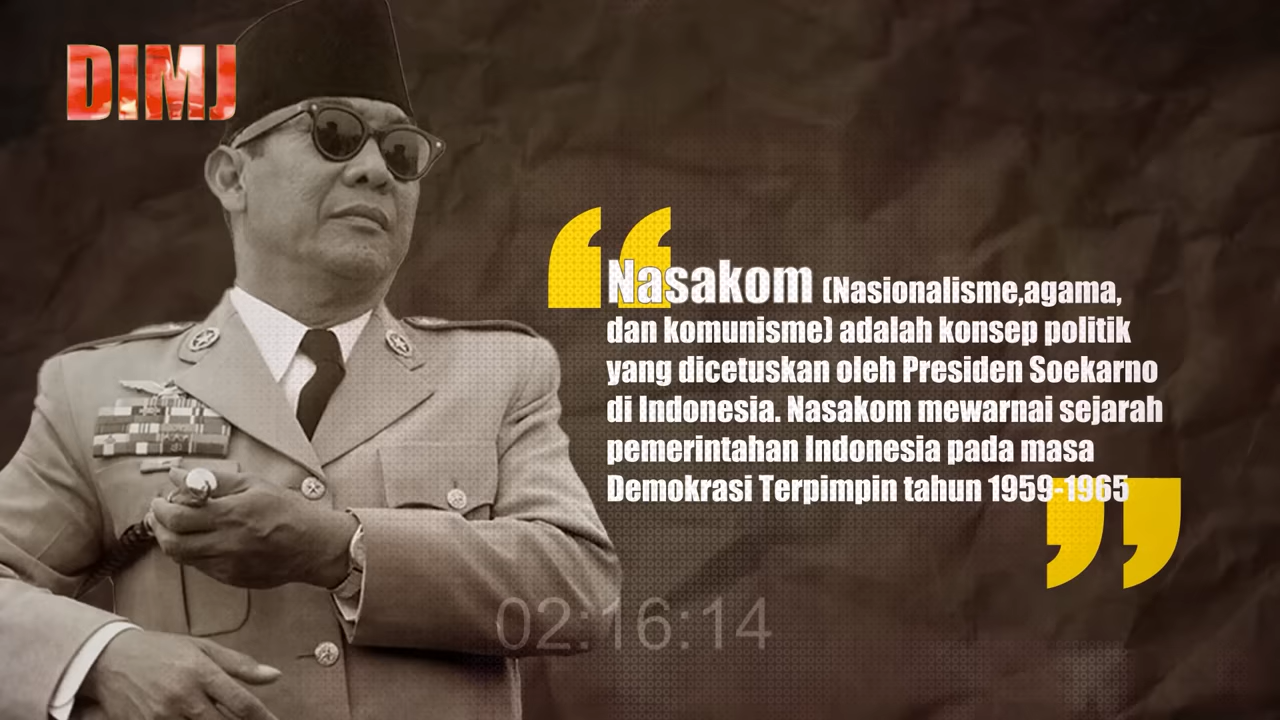 DIMJ
Nasakom (Nasionalisme,agama,
dan komunisme) adalah konsep politik
yang dicetuskan oleh Presiden Soekarno
di Indonesia. Nasakom mewarnai sejarah
pemerintahan Indonesia pada masa
Demokrasi Terpimpin tahun 1959-1965
02:16:14